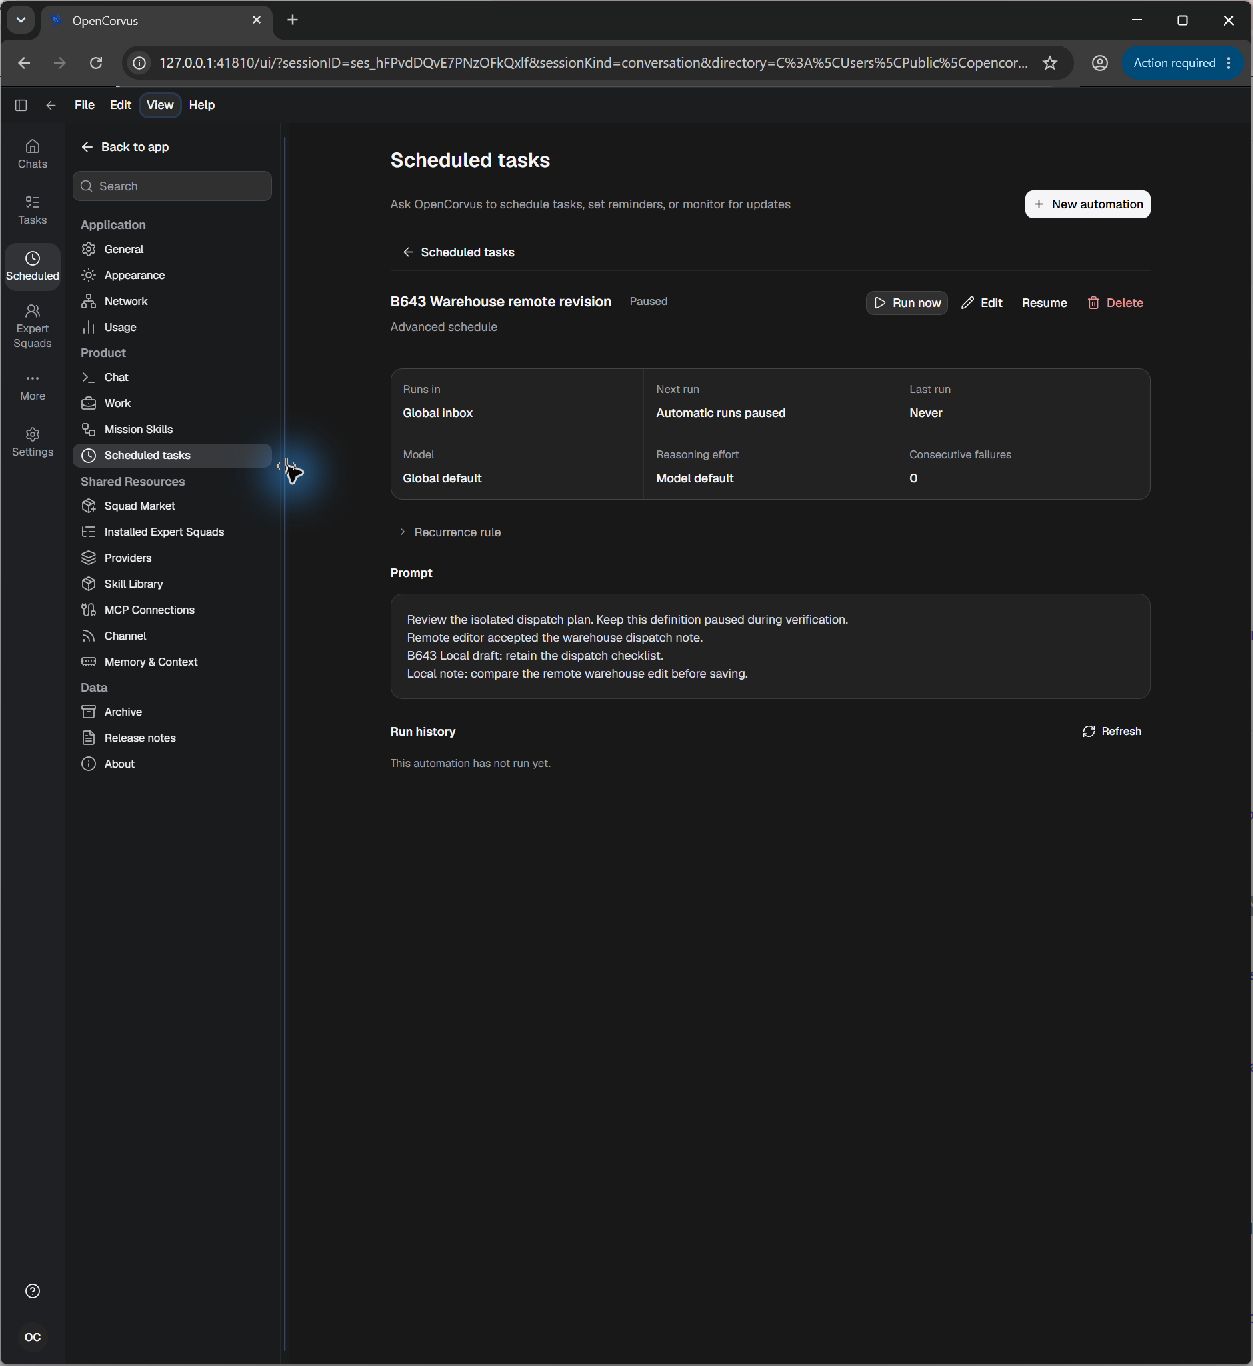 OpenCorvus
127.0.0.1:41810/ui/?sessionID=ses_hFPvdDQvE7PNzOFkQxIf&sessionKind=conversation&directory=C%3A%5CUsers%5CPublic%5Copencor...
Action required
File Edit View Help
Chats
Tasks
Scheduled
Expert
Squads
More
Settings
OC
Back to app
Search
Application
General
Appearance
Network
Usage
Product
Chat
Work
Mission Skills
Scheduled tasks
Shared Resources
Squad Market
Installed Expert Squads
Providers
Skill Library
MCP Connections
Channel
Memory & Context
Data
Archive
Release notes
About
Scheduled tasks
Ask OpenCorvus to schedule tasks, set reminders, or monitor for updates
New automation
Scheduled tasks
B643 Warehouse remote revision Paused
Run now Edit Resume Delete
Advanced schedule
Runs in
Global inbox
Next run
Automatic runs paused
Last run
Never
Model
Global default
Reasoning effort
Model default
Consecutive failures
0
Recurrence rule
Prompt
Review the isolated dispatch plan. Keep this definition paused during verification.
Remote editor accepted the warehouse dispatch note.
B643 Local draft: retain the dispatch checklist.
Local note: compare the remote warehouse edit before saving.
Run history
Refresh
This automation has not run yet.